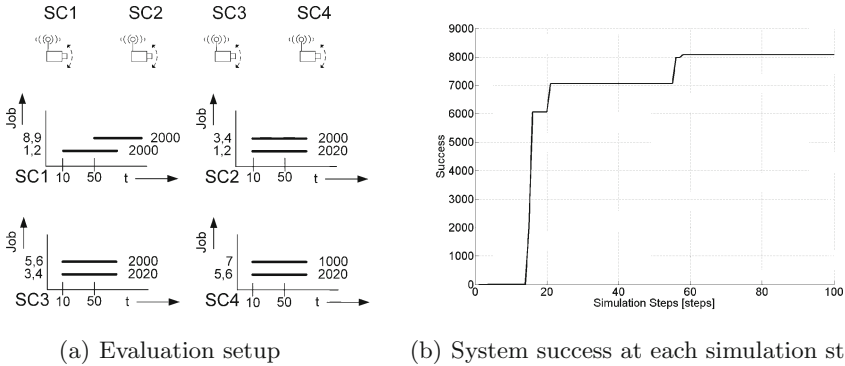 SC1 SC2 SC3 SC4
Job
8,9 2000
1,2 2000
SC1 10 50 t
Job
3,4 2000
1,2 2020
SC2 10 50 t
Job
5,6 2000
3,4 2020
SC3 10 50 t
Job
7 1000
5,6 2020
SC4 10 50 t
(a) Evaluation setup
9000
8000
7000
6000
5000
4000
3000
2000
1000
0
Success
0 20 40 60 80 100
Simulation Steps [steps]
(b) System success at each simulation st